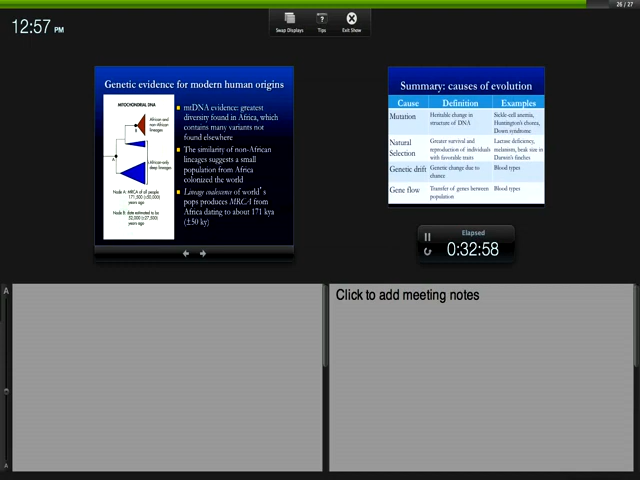 26 / 27
12:57 PM
Swap Displays
Tips
Exit Show
Genetic evidence for modern human origins
MITOCHONDRIAL DNA
African and
non-African
lineages
African-only
deep lineages
A
Node A: MRCA of all people
171,500 (±50,000)
years ago
Node B: date estimated to be
52,000 (±27,500)
years ago
mtDNA evidence: greatest
diversity found in Africa, which
contains many variants not
found elsewhere
The similarity of non-African
lineages suggests a small
population from Africa
colonized the world
Lineage coalescence of world's
pops produces MRCA from
Africa dating to about 171 kya
(±50 ky)
Summary: causes of evolution
Cause Definition Examples
Mutation
Heritable change in
structure of DNA
Sickle-cell anemia,
Huntington's chorea,
Down syndrome
Natural
Selection
Greater survival and
reproduction of individuals
with favorable traits
Lactase deficiency,
melanism, beak size in
Darwin's finches
Genetic drift
Genetic change due to
chance
Blood types
Gene flow
Transfer of genes between
population
Blood types
Elapsed
0:32:58
A
A
Click to add meeting notes